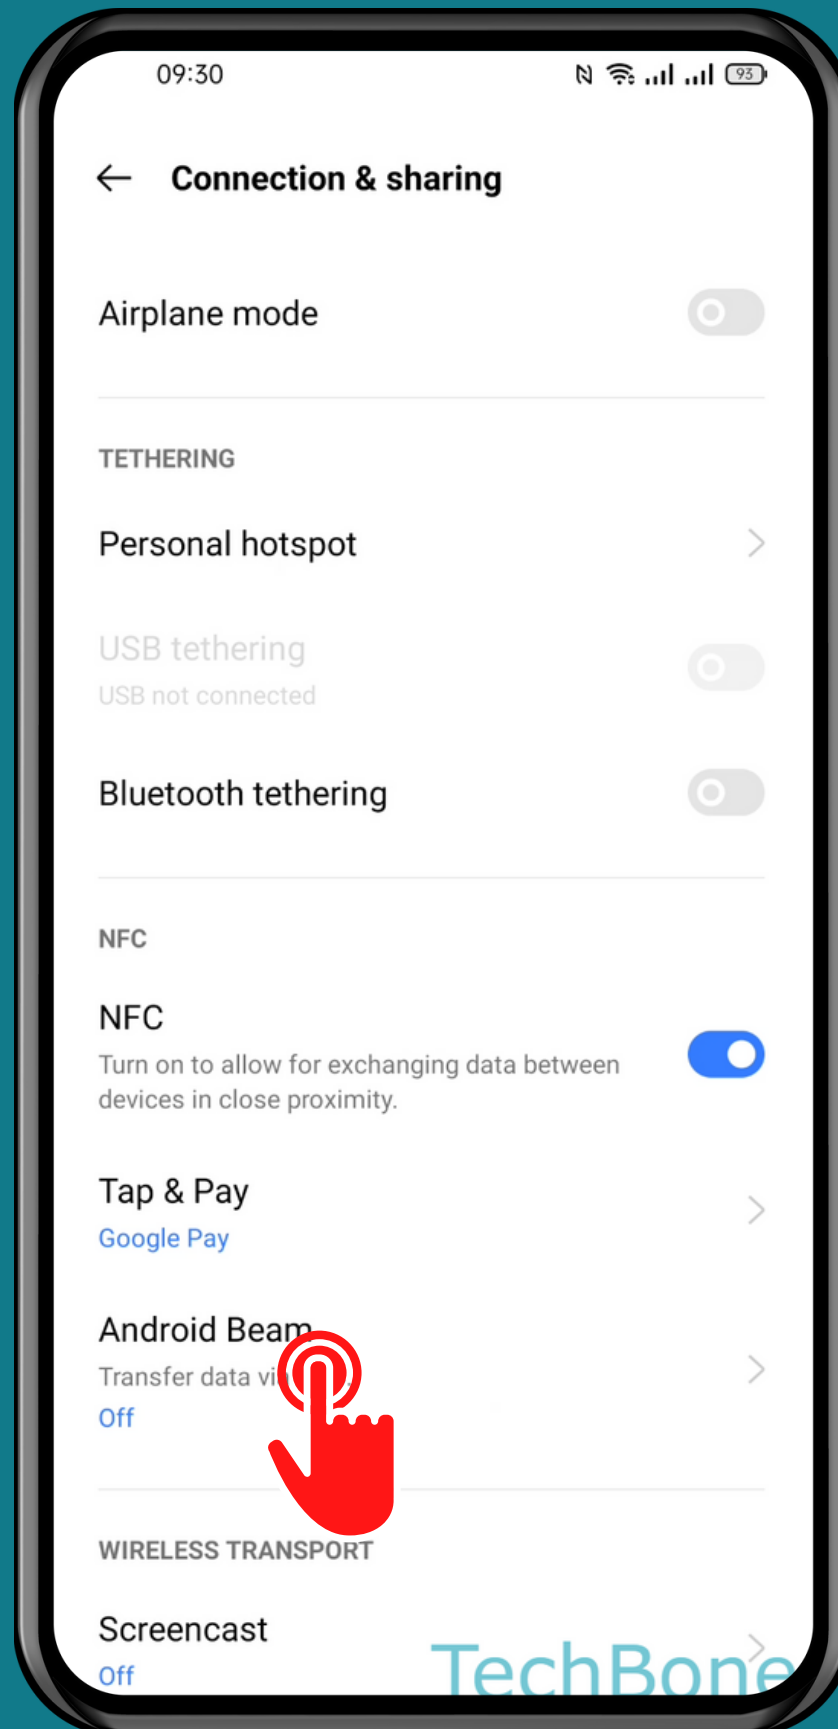 09:30
93
Connection & sharing
Airplane mode
TETHERING
Personal hotspot
USB tethering
USB not connected
Bluetooth tethering
NFC
NFC
Turn on to allow for exchanging data between
devices in close proximity.
Tap & Pay
Google Pay
Android Beam
Transfer data
Off
WIRELESS TRANSPORT
Screencast
Off
TechBone